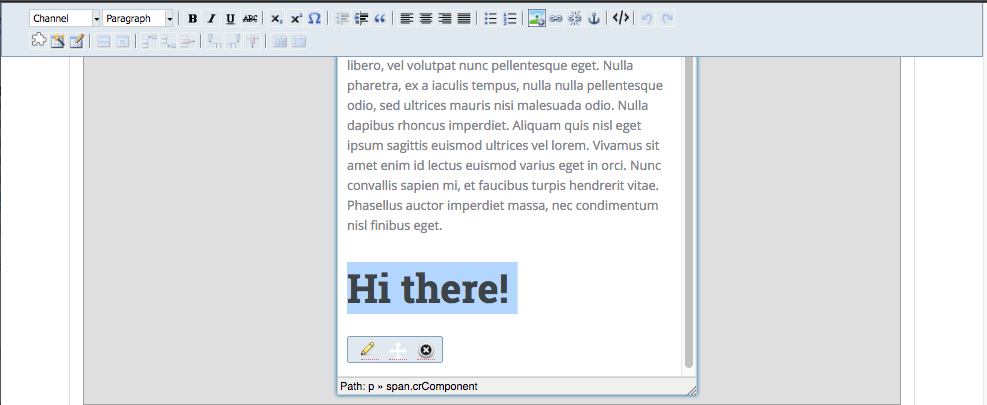 Channel Paragraph B I U ABC x₂ x² Ω
libero, vel volutpat nunc pellentesque eget. Nulla
pharetra, ex a iaculis tempus, nulla nulla pellentesque
odio, sed ultrices mauris nisi malesuada odio. Nulla
dapibus rhoncus imperdiet. Aliquam quis nisl eget
ipsum sagittis euismod ultrices vel lorem. Vivamus sit
amet enim id lectus euismod varius eget in orci. Nunc
convallis sapien mi, et faucibus turpis hendrerit vitae.
Phasellus auctor imperdiet massa, nec condimentum
nisl finibus eget.
Hi there!
Path: p » span.crComponent